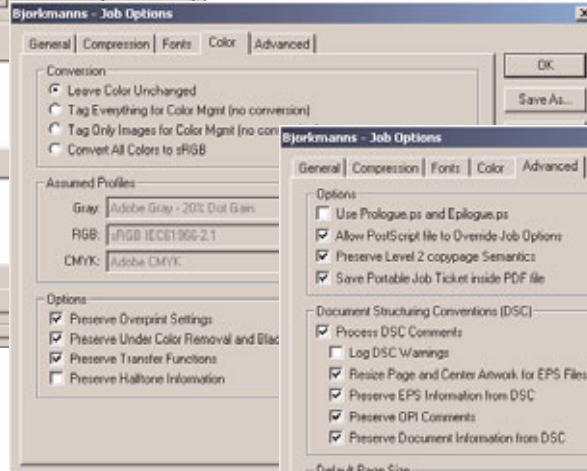 Bjorkmanns - Job Options
General Compression Fonts Color Advanced
Conversion
Leave Color Unchanged
Tag Everything for Color Mgmt (no conversion)
Tag Only Images for Color Mgmt (no con
Convert All Colors to sRGB
Assumed Profiles
Gray: Adobe Gray - 20% Dot Gain
RGB: sRGB IEC61966-2.1
CMYK: Adobe CMYK
Options
Preserve Overprint Settings
Preserve Under Color Removal and Blac
Preserve Transfer Functions
Preserve Halftone Information
OK
Save As...
Bjorkmanns - Job Options
General Compression Fonts Color Advanced
Options
Use Prologue.ps and Epilogue.ps
Allow PostScript file to Override Job Options
Preserve Level 2 copypage Semantics
Save Portable Job Ticket inside PDF file
Document Structuring Conventions (DSC)
Process DSC Comments
Log DSC Warnings
Resize Page and Center Artwork for EPS Files
Preserve EPS Information from DSC
Preserve OPI Comments
Preserve Document Information from DSC
Default Page Size